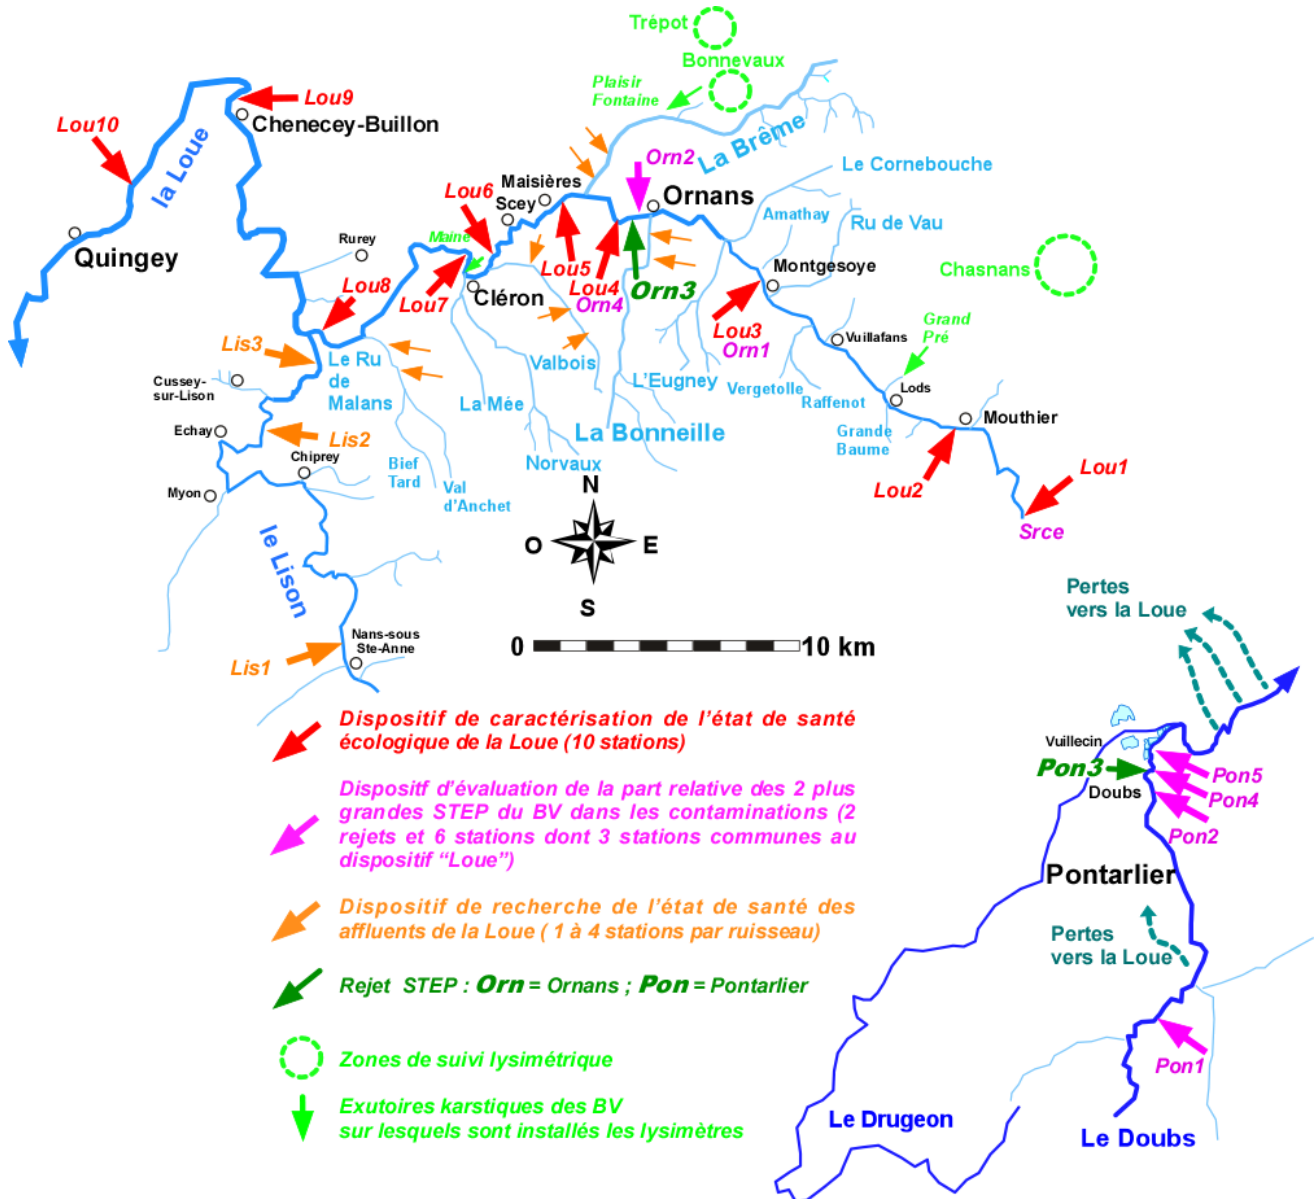 Trépot
Bonnevaux
Plaisir
Fontaine
Lou9
Chenecey-Buillon
Lou10
la Loue
La Brême
Orn2
Le Cornebouche
Maisières
Lou6
Scey
Ornans
Amathay
Ru de Vau
Quingey
Rurey
Maine
Chasnans
Montgesoye
Lou5
Lou8
Lou4
Lou7
Cléron
Orn4
Orn3
Grand
Pré
Lou3
Orn1
Vuillafans
Lis3
Le Ru
de
Malans
Valbois
L'Eugney
Vergetolle
Raffenot
Lods
Cussey-
sur-Lison
La Mée
Mouthier
Echay
Lis2
La Bonneille
Grande
Baume
Chiprey
Bief
Tard
Norvaux
Myon
Val
d'Anchet
Lou2
Lou1
Srce
N
O
E
S
le Lison
Pertes
vers la Loue
Nans-sous
Ste-Anne
Lis1
0
10 km
Dispositif de caractérisation de l'état de santé
écologique de la Loue (10 stations)
Dispositf d'évaluation de la part relative des 2 plus
grandes STEP du BV dans les contaminations (2
rejets et 6 stations dont 3 stations communes au
dispositif “Loue”)
Dispositif de recherche de l'état de santé des
affluents de la Loue ( 1 à 4 stations par ruisseau)
Rejet STEP : Orn = Ornans ; Pon = Pontarlier
Zones de suivi lysimétrique
Exutoires karstiques des BV
sur lesquels sont installés les lysimètres
Vuillecin
Pon3
Doubs
Pon5
Pon4
Pon2
Pontarlier
Pertes
vers la Loue
Pon1
Le Drugeon
Le Doubs